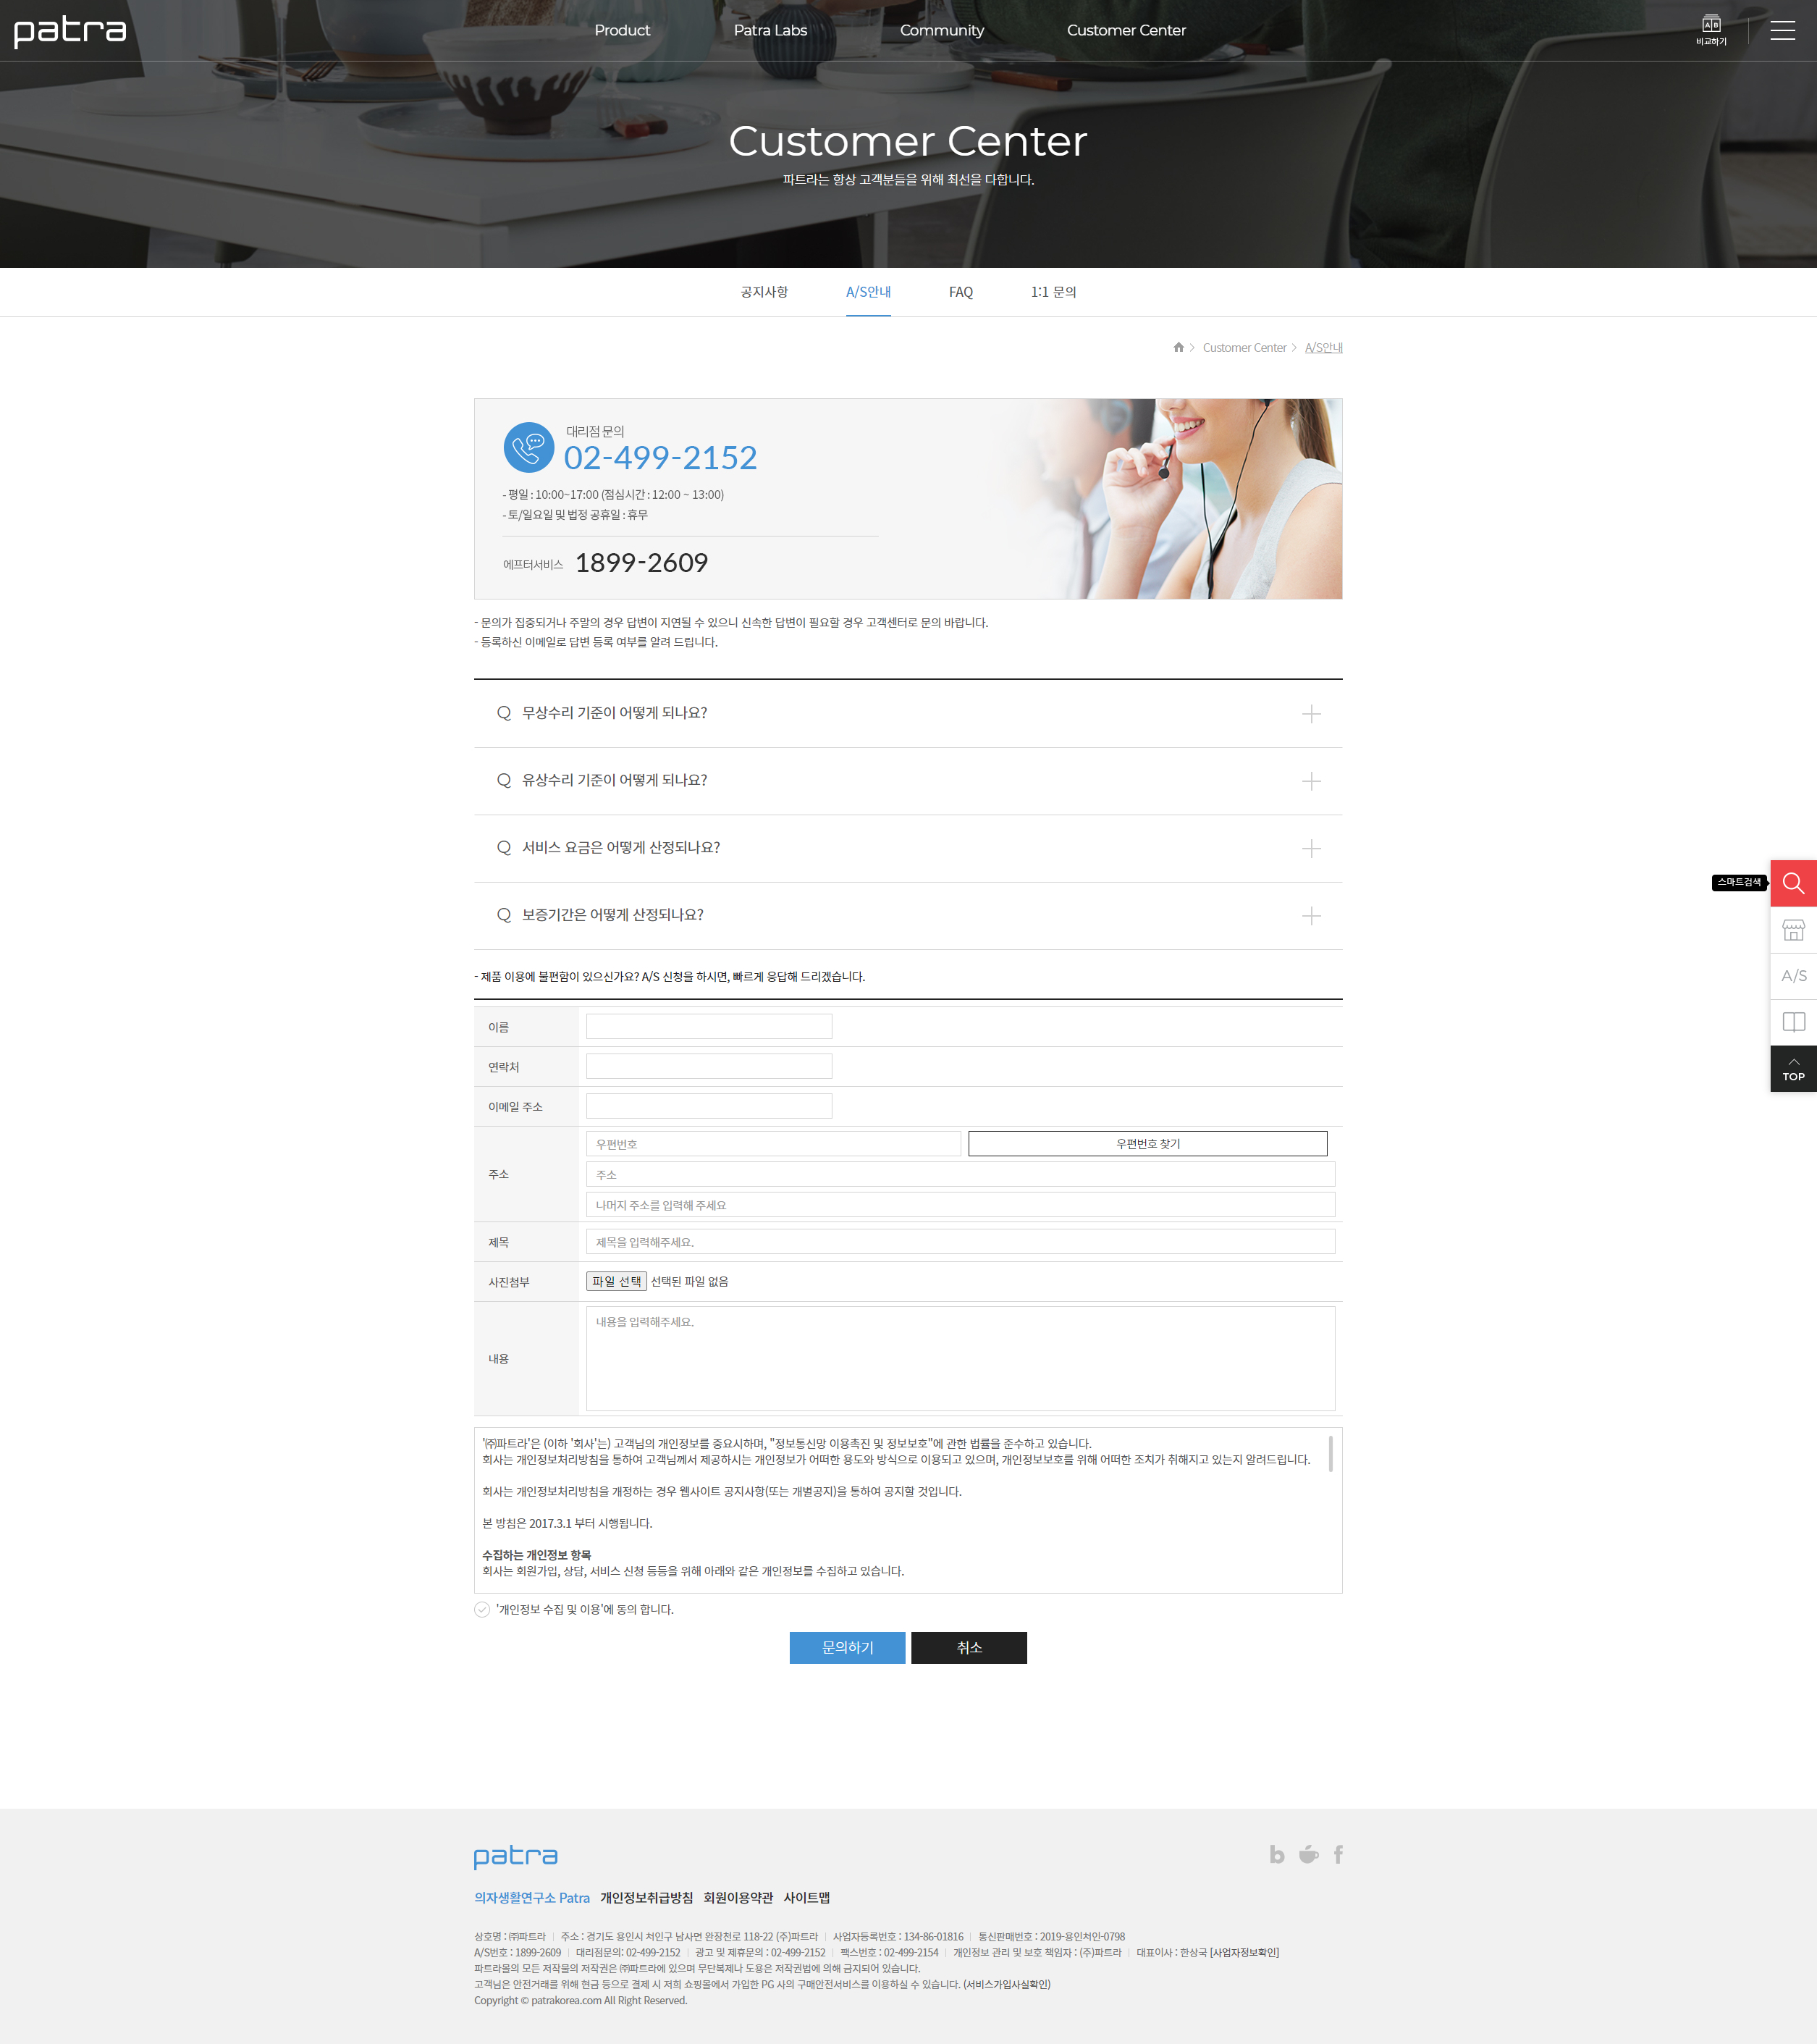 patra
Product
Patra Labs
Community
Customer Center
A B
비교하기
Customer Center
파트라는 항상 고객분들을 위해 최선을 다합니다.
공지사항
A/S안내
FAQ
1:1 문의
Customer Center
A/S안내
대리점 문의
02-499-2152
- 평일 : 10:00~17:00 (점심시간 : 12:00 ~ 13:00)
- 토/일요일 및 법정 공휴일 : 휴무
에프터서비스 1899-2609
- 문의가 집중되거나 주말의 경우 답변이 지연될 수 있으니 신속한 답변이 필요할 경우 고객센터로 문의 바랍니다.
- 등록하신 이메일로 답변 등록 여부를 알려 드립니다.
Q 무상수리 기준이 어떻게 되나요?
Q 유상수리 기준이 어떻게 되나요?
Q 서비스 요금은 어떻게 산정되나요?
Q 보증기간은 어떻게 산정되나요?
스마트검색
A/S
TOP
- 제품 이용에 불편함이 있으신가요? A/S 신청을 하시면, 빠르게 응답해 드리겠습니다.
이름
연락처
이메일 주소
주소
우편번호
우편번호 찾기
주소
나머지 주소를 입력해 주세요
제목
제목을 입력해주세요.
사진첨부
파일 선택 선택된 파일 없음
내용
내용을 입력해주세요.
'㈜파트라'은 (이하 '회사'는) 고객님의 개인정보를 중요시하며, "정보통신망 이용촉진 및 정보보호"에 관한 법률을 준수하고 있습니다.
회사는 개인정보처리방침을 통하여 고객님께서 제공하시는 개인정보가 어떠한 용도와 방식으로 이용되고 있으며, 개인정보보호를 위해 어떠한 조치가 취해지고 있는지 알려드립니다.
회사는 개인정보처리방침을 개정하는 경우 웹사이트 공지사항(또는 개별공지)을 통하여 공지할 것입니다.
본 방침은 2017.3.1 부터 시행됩니다.
수집하는 개인정보 항목
회사는 회원가입, 상담, 서비스 신청 등등을 위해 아래와 같은 개인정보를 수집하고 있습니다.
'개인정보 수집 및 이용'에 동의 합니다.
문의하기
취소
patra
b f
의자생활연구소 Patra 개인정보취급방침 회원이용약관 사이트맵
상호명 : ㈜파트라 주소 : 경기도 용인시 처인구 남사면 완장천로 118-22 (주)파트라 사업자등록번호 : 134-86-01816 통신판매번호 : 2019-용인처인-0798
A/S번호 : 1899-2609 대리점문의: 02-499-2152 광고 및 제휴문의 : 02-499-2152 팩스번호 : 02-499-2154 개인정보 관리 및 보호 책임자 : (주)파트라 대표이사 : 한상국 [사업자정보확인]
파트라몰의 모든 저작물의 저작권은 ㈜파트라에 있으며 무단복제나 도용은 저작권법에 의해 금지되어 있습니다.
고객님은 안전거래를 위해 현금 등으로 결제 시 저희 쇼핑몰에서 가입한 PG 사의 구매안전서비스를 이용하실 수 있습니다. (서비스가입사실확인)
Copyright © patrakorea.com All Right Reserved.